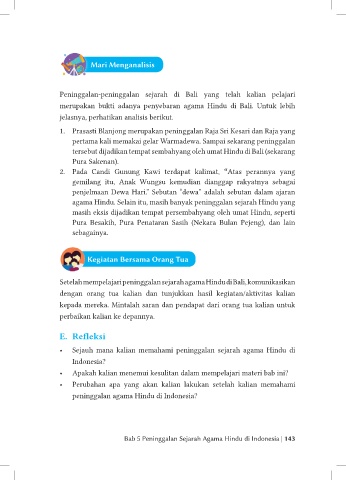 Mari Menganalisis
Peninggalan-peninggalan sejarah di Bali yang telah kalian pelajari
merupakan bukti adanya penyebaran agama Hindu di Bali. Untuk lebih
jelasnya, perhatikan analisis berikut.
1. Prasasti Blanjong merupakan peninggalan Raja Sri Kesari dan Raja yang
pertama kali memakai gelar Warmadewa. Sampai sekarang peninggalan
tersebut dijadikan tempat sembahyang oleh umat Hindu di Bali (sekarang
Pura Sakenan).
2. Pada Candi Gunung Kawi terdapat kalimat, “Atas perannya yang
gemilang itu, Anak Wungsu kemudian dianggap rakyatnya sebagai
penjelmaan Dewa Hari.” Sebutan “dewa” adalah sebutan dalam ajaran
agama Hindu. Selain itu, masih banyak peninggalan sejarah Hindu yang
masih eksis dijadikan tempat persembahyang oleh umat Hindu, seperti
Pura Besakih, Pura Penataran Sasih (Nekara Bulan Pejeng), dan lain
sebagainya.
Kegiatan Bersama Orang Tua
Setelah mempelajari peninggalan sejarah agama Hindu di Bali, komunikasikan
dengan orang tua kalian dan tunjukkan hasil kegiatan/aktivitas kalian
kepada mereka. Mintalah saran dan pendapat dari orang tua kalian untuk
perbaikan kalian ke depannya.
E. Refleksi
• Sejauh mana kalian memahami peninggalan sejarah agama Hindu di
Indonesia?
• Apakah kalian menemui kesulitan dalam mempelajari materi bab ini?
• Perubahan apa yang akan kalian lakukan setelah kalian memahami
peninggalan agama Hindu di Indonesia?
Bab 5 Peninggalan Sejarah Agama Hindu di Indonesia | 143